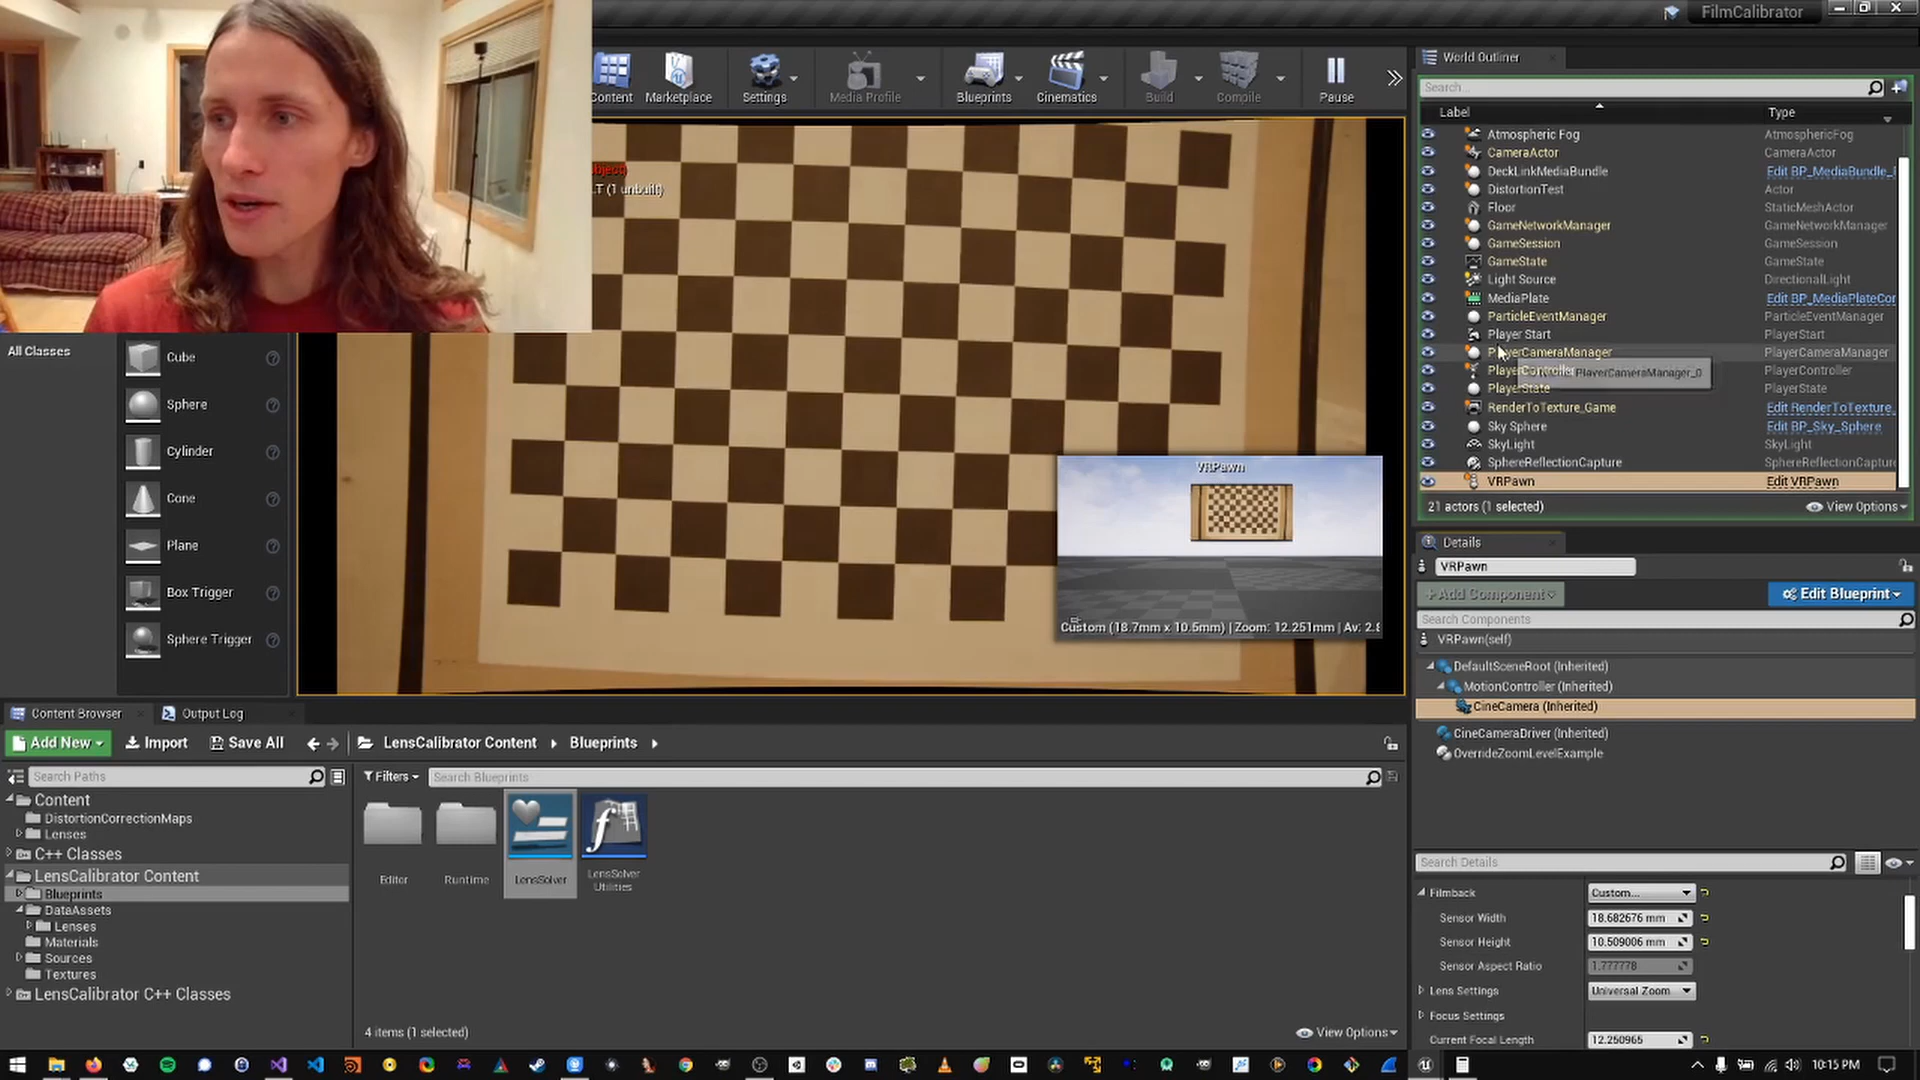 FilmCalibrator
Content
Marketplace
Settings
Media Profile
Blueprints
Cinematics
Build
Compile
Pause
World Outliner
Search...
Label
Type
Atmospheric Fog
AtmosphericFog
CameraActor
CameraActor
DeckLinkMediaBundle
Edit BP_MediaBundle_
DistortionTest
Actor
Floor
StaticMeshActor
GameNetworkManager
GameNetworkManager
GameSession
GameSession
GameState
GameState
Light Source
DirectionalLight
MediaPlate
Edit BP_MediaPlateCor
ParticleEventManager
ParticleEventManager
Player Start
PlayerStart
PlayerCameraManager
PlayerCameraManager
PlayerController
PlayerCameraManager_0
PlayerController
PlayerState
PlayerState
RenderToTexture_Game
Edit RenderToTexture_
Sky Sphere
Edit BP_Sky_Sphere
SkyLight
SkyLight
SphereReflectionCapture
SphereReflectionCapture
VRPawn
Edit VRPawn
21 actors (1 selected)
View Options
bject)
LT (1 unbuilt)
All Classes
Cube
Sphere
Cylinder
Cone
Plane
Box Trigger
Sphere Trigger
VRPawn
Custom (18.7mm x 10.5mm) | Zoom: 12.251mm | Av: 2.8
Details
VRPawn
+Add Component
Edit Blueprint
Search Components
VRPawn(self)
DefaultSceneRoot (Inherited)
MotionController (Inherited)
CineCamera (Inherited)
CineCameraDriver (Inherited)
OverrideZoomLevelExample
Search Details
Filmback
Custom...
Sensor Width
18.682676 mm
Sensor Height
10.509006 mm
Sensor Aspect Ratio
1.777778
Lens Settings
Universal Zoom
Focus Settings
Current Focal Length
12.250965
Content Browser
Output Log
Add New
Import
Save All
LensCalibrator Content
Blueprints
Search Paths
Filters
Search Blueprints
Content
DistortionCorrectionMaps
Lenses
C++ Classes
LensCalibrator Content
Blueprints
DataAssets
Lenses
Materials
Sources
Textures
LensCalibrator C++ Classes
Editor
Runtime
LensSolver
LensSolver
Utilities
4 items (1 selected)
View Options
10:15 PM